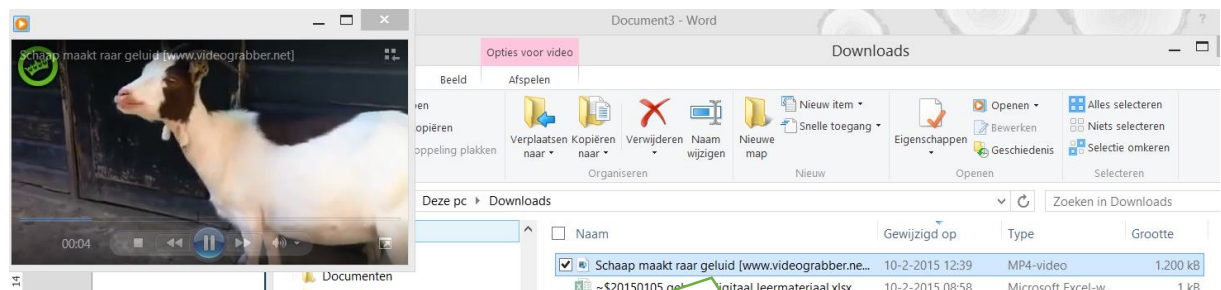 Document3 - Word
?
Schaap maakt raar geluid [www.videograbber.net]
00:04
14
Opties voor video
Downloads
Beeld
Afspelen
en
opiëren
oppeling plakken
Verplaatsen naar
Kopiëren naar
Verwijderen
Naam wijzigen
Organiseren
Nieuwe map
Nieuw item
Snelle toegang
Nieuw
Eigenschappen
Openen
Bewerken
Geschiedenis
Openen
Alles selecteren
Niets selecteren
Selectie omkeren
Selecteren
Deze pc Downloads
Zoeken in Downloads
Naam Gewijzigd op Type Grootte
Schaap maakt raar geluid [www.videograbber.ne... 10-2-2015 12:39 MP4-video 1.200 kB
~$20150105 leermateriaal.xlsx 10-2-2015 08:58 Microsoft Excel-w... 1 kB
Documenten